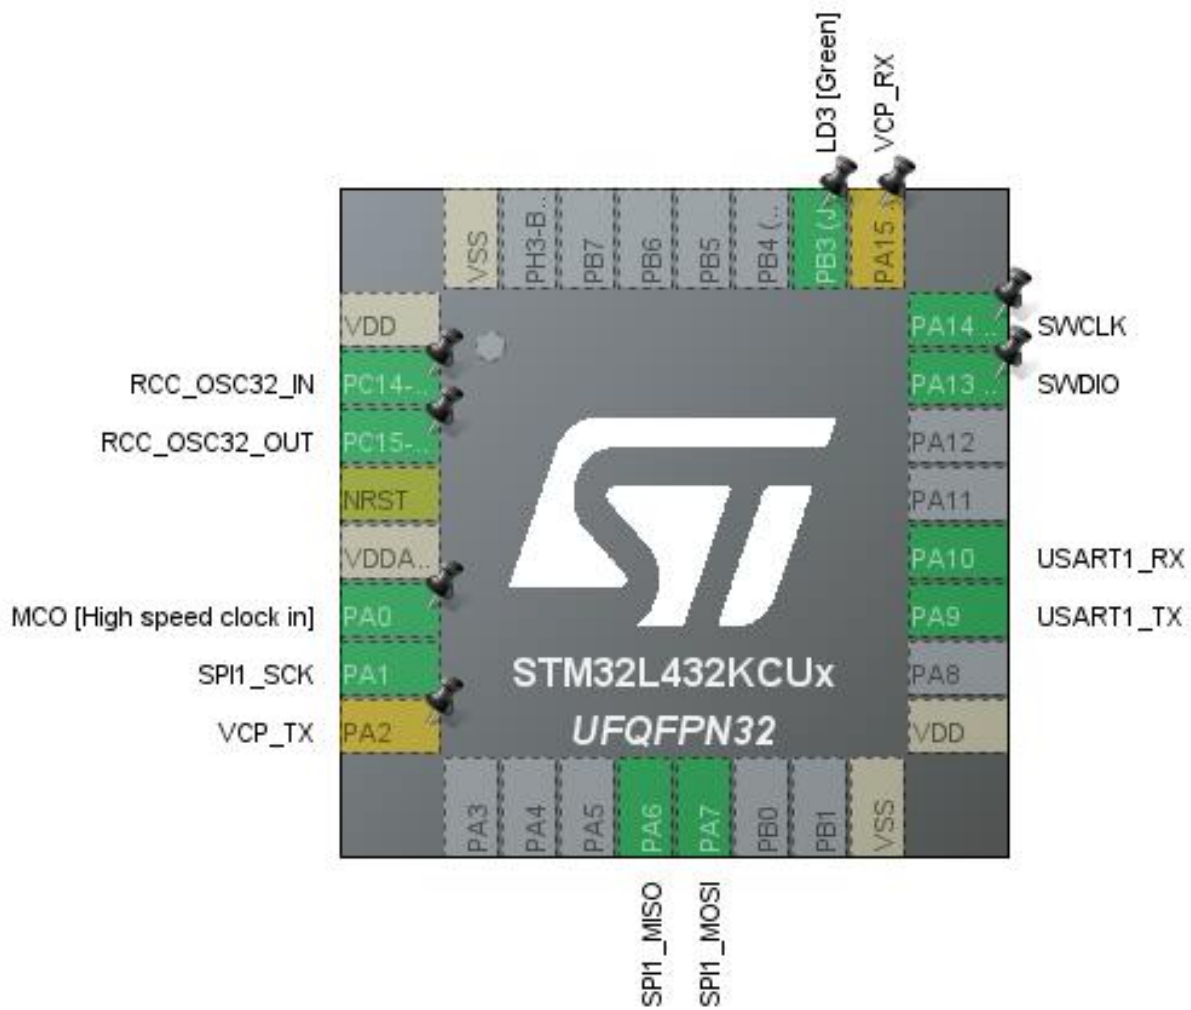 LD3 [Green]
VCP_RX
VSS
PH3-B..
PB7
PB6
PB5
PB4 (..
PB3 (J
PA15 ..
VDD
PC14-..
PC15-..
NRST
VDDA..
PA0
PA1
PA2
RCC_OSC32_IN
RCC_OSC32_OUT
MCO [High speed clock in]
SPI1_SCK
VCP_TX
STM32L432KCUx
UFQFPN32
PA14 ..
PA13 ..
PA12
PA11
PA10
PA9
PA8
VDD
SWCLK
SWDIO
USART1_RX
USART1_TX
PA3
PA4
PA5
PA6
PA7
PB0
PB1
VSS
SPI1_MISO
SPI1_MOSI